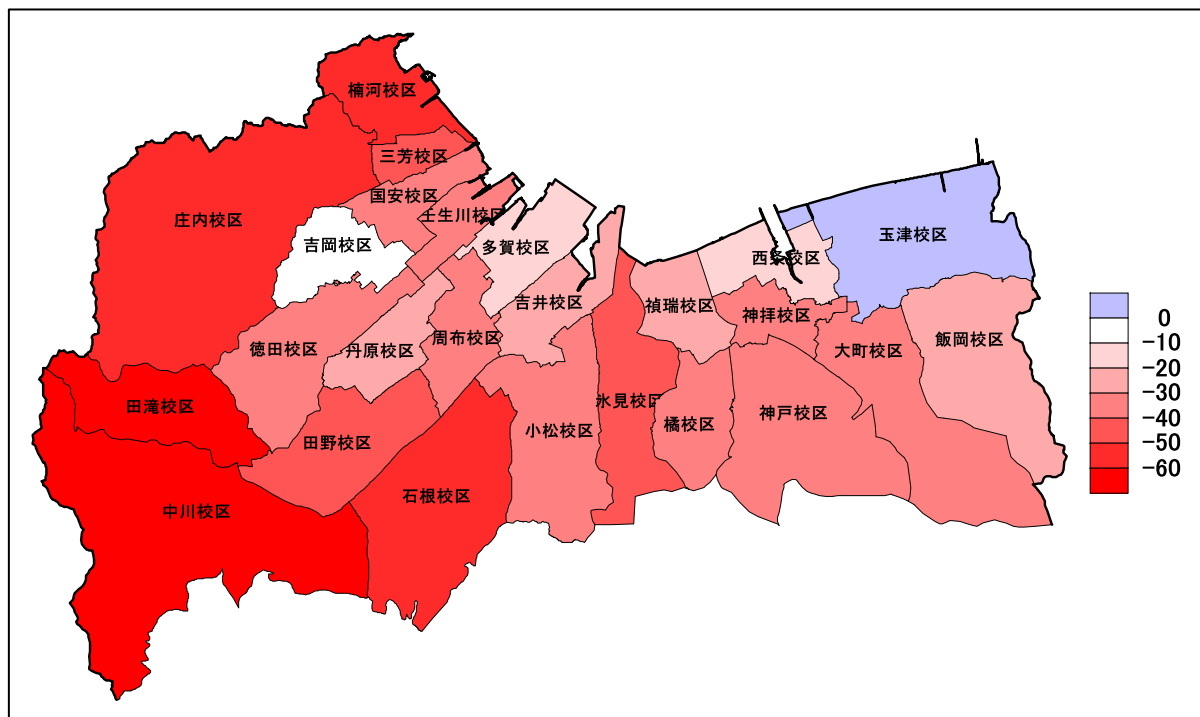 楠河校区
三芳校区
国安校区
壬生川校区
庄内校区
吉岡校区
多賀校区
玉津校区
西条校区
吉井校区
禎瑞校区
神拝校区
周布校区
飯岡校区
徳田校区
丹原校区
大町校区
田滝校区
氷見校区
神戸校区
橘校区
小松校区
田野校区
石根校区
中川校区
0
-10
-20
-30
-40
-50
-60